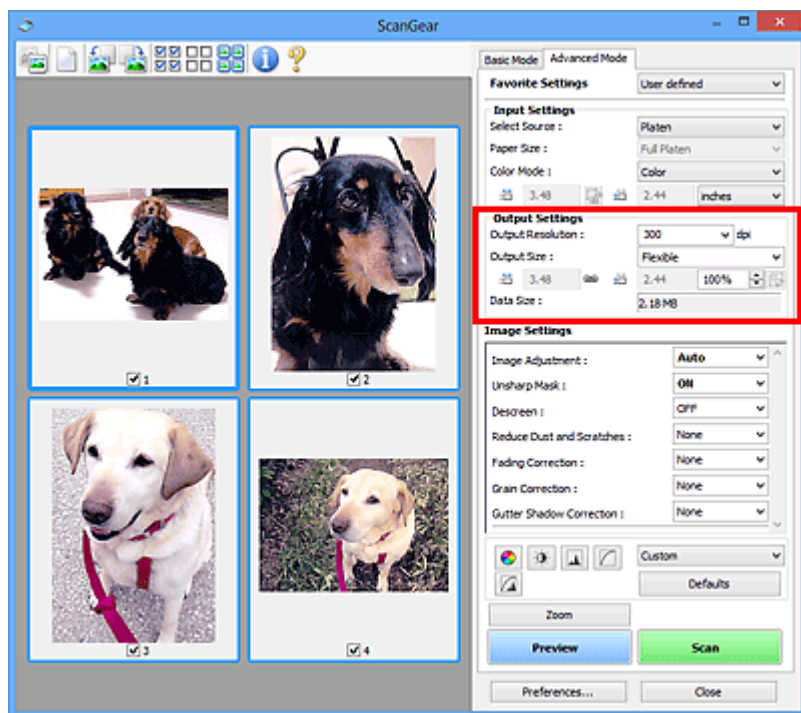 ScanGear
Basic Mode Advanced Mode
Favorite Settings User defined
Input Settings
Select Source : Platen
Paper Size : Full Platen
Color Mode : Color
3.48 2.44 inches
Output Settings
Output Resolution : 300 dpi
Output Size : Flexible
3.48 2.44 100%
Data Size : 2.18 MB
Image Settings
Image Adjustment : Auto
Unsharp Mask : ON
Descreen : OFF
Reduce Dust and Scratches : None
Fading Correction : None
Grain Correction : None
Gutter Shadow Correction : None
1
2
3
4
Custom
Defaults
Zoom
Preview Scan
Preferences... Close